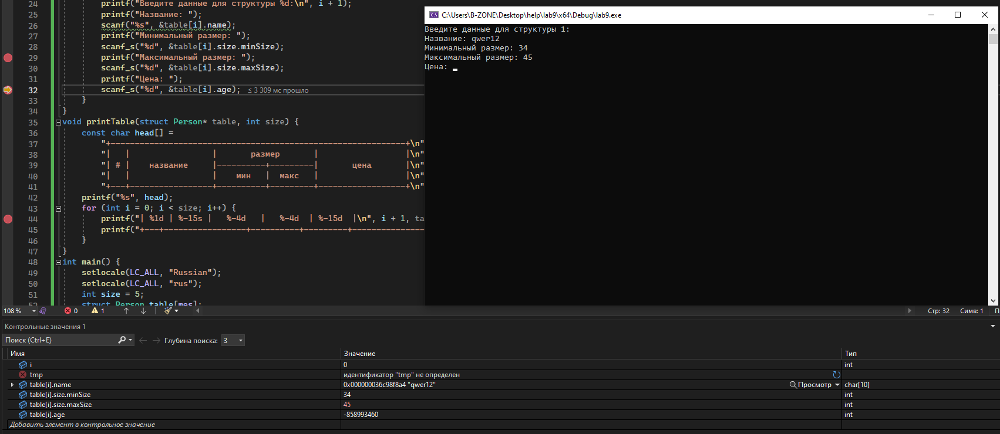 24 printf("Введите данные для структуры %d:\n", i + 1);
25 printf("Название: ");
26 scanf("%s", &table[i].name);
27 printf("Минимальный размер: ");
28 scanf_s("%d", &table[i].size.minSize);
29 printf("Максимальный размер: ");
30 scanf_s("%d", &table[i].size.maxSize);
31 printf("Цена: ");
32 scanf_s("%d", &table[i].age); ≤ 3 309 мс прошло
33 }
34 }
35 void printTable(struct Person* table, int size) {
36 const char head[] =
37 "+-------------------------------------------------------------+\n"
38 "|   |                 |       размер       |                  |\n"
39 "| # |    название     |----------+---------|       цена       |\n"
40 "|   |                 |    мин   |  макс   |                  |\n"
41 "+---+-----------------+----------+---------+------------------+\n"
42 printf("%s", head);
43 for (int i = 0; i < size; i++) {
44 printf("| %1d | %-15s |   %-4d   |   %-4d  | %-15d  |\n", i + 1, ta
45 printf("+---+-----------------+----------+---------+---------------
46 }
47 }
48 int main() {
49 setlocale(LC_ALL, "Russian");
50 setlocale(LC_ALL, "rus");
51 int size = 5;
52 struct Person table[mes];
C:\Users\B-ZONE\Desktop\help\lab9\x64\Debug\lab9.exe
Введите данные для структуры 1:
Название: qwer12
Минимальный размер: 34
Максимальный размер: 45
Цена:
108 % 0 1 Стр: 32 Симв: 1 П
Контрольные значения 1
Поиск (Ctrl+E) Глубина поиска: 3
Имя Значение Тип
i 0 int
tmp идентификатор "tmp" не определен
table[i].name 0x000000036c98f8a4 "qwer12" Просмотр char[10]
table[i].size.minSize 34 int
table[i].size.maxSize 45 int
table[i].age -858993460 int
Добавить элемент в контрольное значение